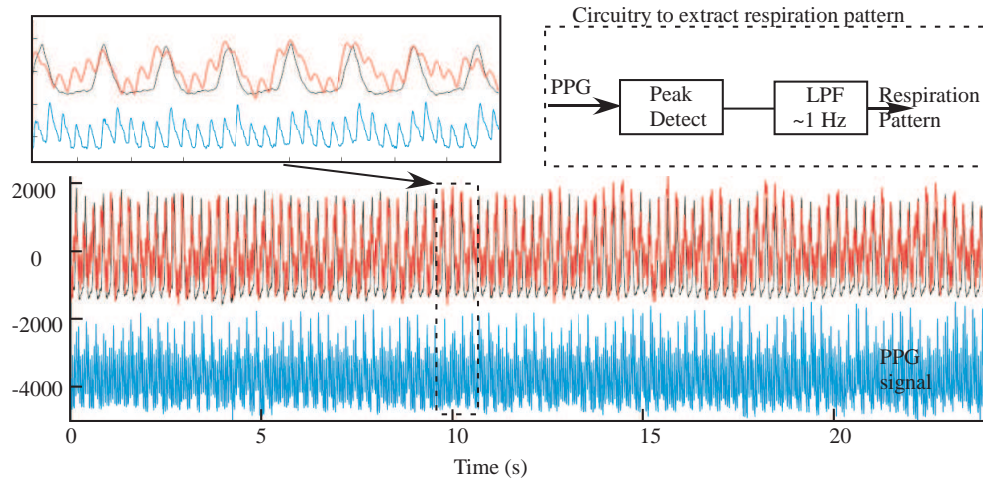 Circuitry to extract respiration pattern
PPG
Peak
Detect
LPF
~1 Hz
Respiration
Pattern
2000
0
-2000
-4000
PPG
signal
0
5
10
15
20
Time (s)